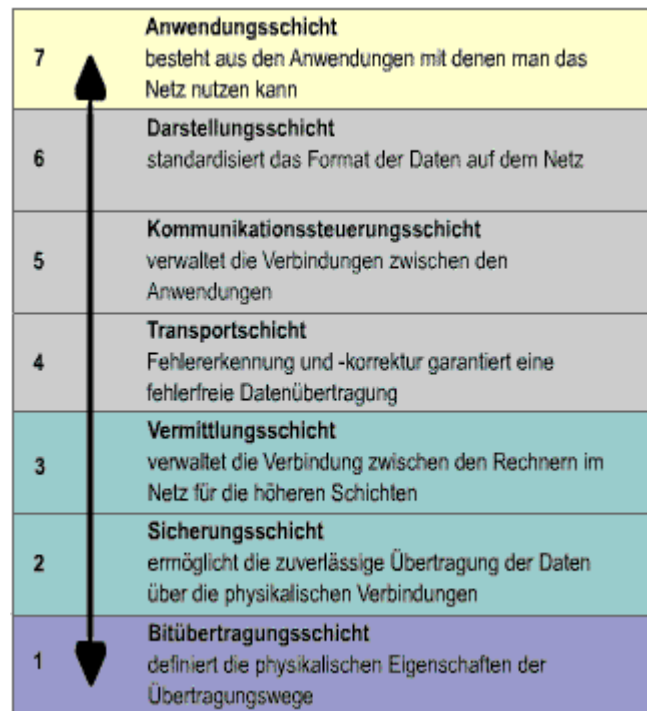 Anwendungsschicht
7 besteht aus den Anwendungen mit denen man das
Netz nutzen kann
Darstellungsschicht
6 standardisiert das Format der Daten auf dem Netz
Kommunikationssteuerungsschicht
5 verwaltet die Verbindungen zwischen den
Anwendungen
Transportschicht
4 Fehlererkennung und -korrektur garantiert eine
fehlerfreie Datenübertragung
Vermittlungsschicht
3 verwaltet die Verbindung zwischen den Rechnern im
Netz für die höheren Schichten
Sicherungsschicht
2 ermöglicht die zuverlässige Übertragung der Daten
über die physikalischen Verbindungen
Bitübertragungsschicht
1 definiert die physikalischen Eigenschaften der
Übertragungswege